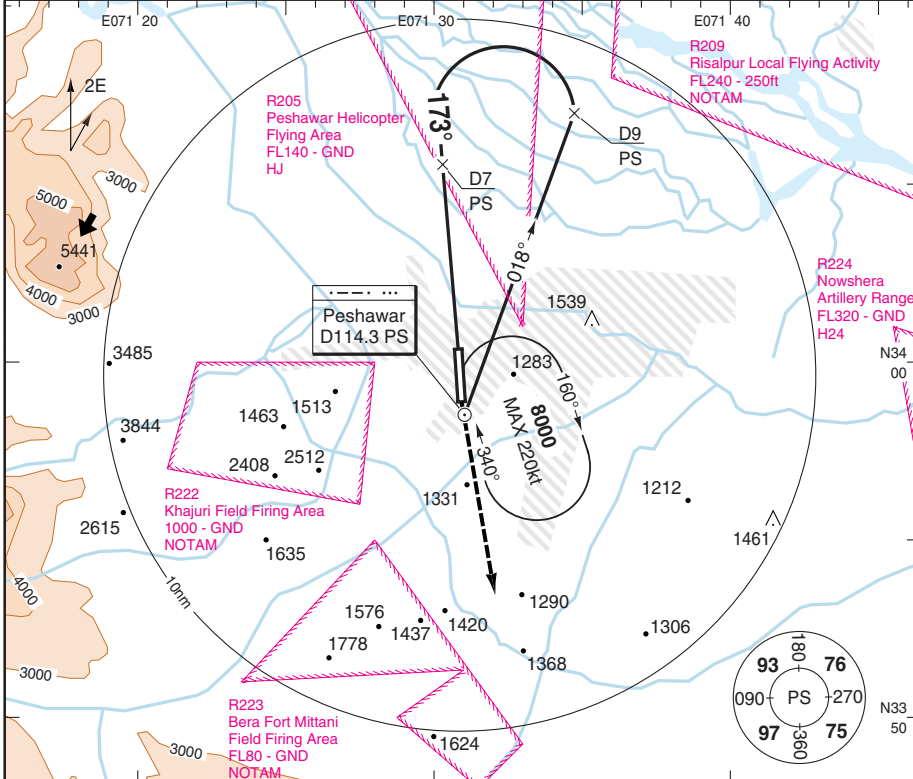 E071 20
E071 30
E071 40
2E
R209
Risalpur Local Flying Activity
FL240 - 250ft
NOTAM
R205
Peshawar Helicopter
Flying Area
FL140 - GND
HJ
173°
D9
PS
D7
PS
3000
5000
5441
4000
3000
018°
R224
Nowshera
Artillery Range
FL320 - GND
H24
1539
Peshawar
D114.3 PS
N34
00
3485
1283
160°
8000
MAX 220kt
340°
1513
1463
3844
2408
2512
1331
1212
R222
Khajuri Field Firing Area
1000 - GND
NOTAM
2615
1461
1635
4000
10nm
1290
1576
1437
1420
1306
1778
1368
3000
180
93
76
090
PS
270
97
75
360
N33
50
R223
Bera Fort Mittani
Field Firing Area
FL80 - GND
NOTAM
1624
3000